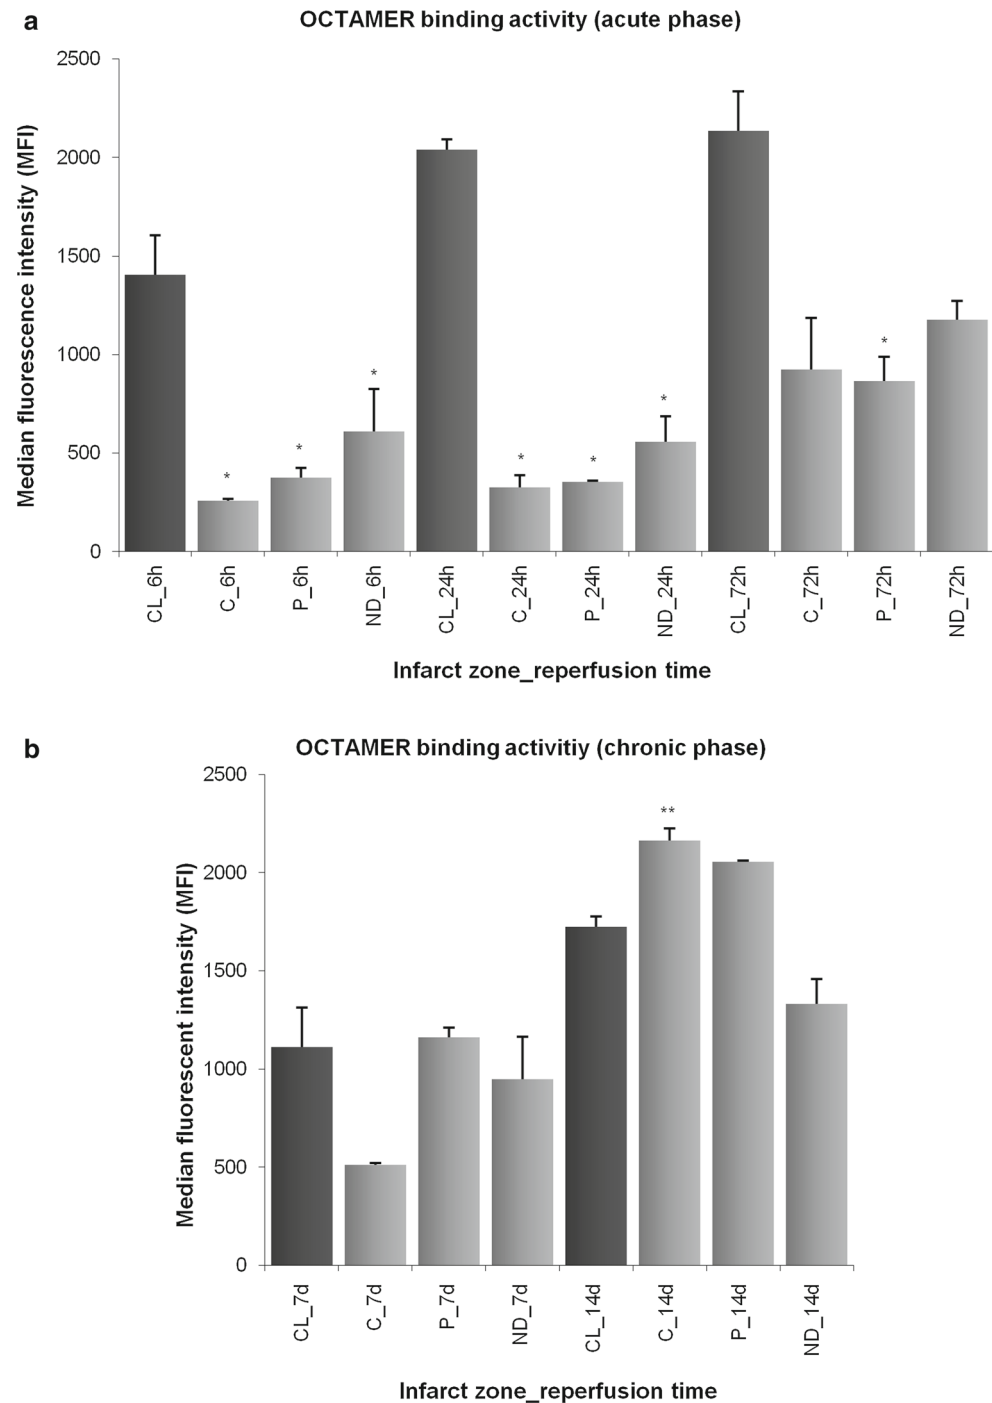 a
OCTAMER binding activity (acute phase)
Median fluorescence intensity (MFI)
2500
2000
1500
1000
500
0
*
*
*
*
*
*
*
CL_6h
C_6h
P_6h
ND_6h
CL_24h
C_24h
P_24h
ND_24h
CL_72h
C_72h
P_72h
ND_72h
Infarct zone_reperfusion time
b
OCTAMER binding activitiy (chronic phase)
Median fluorescent intensity (MFI)
2500
2000
1500
1000
500
0
**
CL_7d
C_7d
P_7d
ND_7d
CL_14d
C_14d
P_14d
ND_14d
Infarct zone_reperfusion time